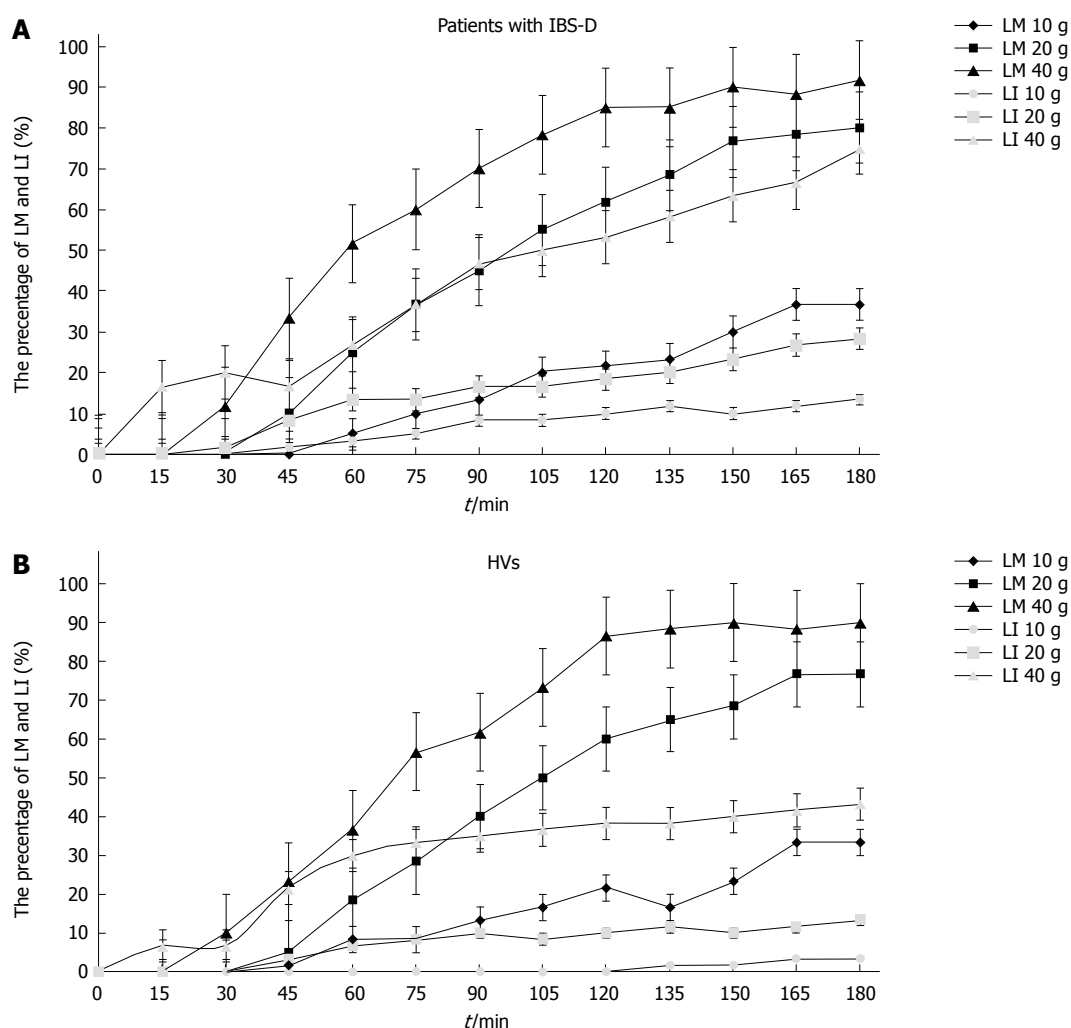 A
Patients with IBS-D
The precentage of LM and LI (%)
100
90
80
70
60
50
40
30
20
10
0
0 15 30 45 60 75 90 105 120 135 150 165 180
t/min
LM 10 g
LM 20 g
LM 40 g
LI 10 g
LI 20 g
LI 40 g
B
HVs
The precentage of LM and LI (%)
100
90
80
70
60
50
40
30
20
10
0
0 15 30 45 60 75 90 105 120 135 150 165 180
t/min
LM 10 g
LM 20 g
LM 40 g
LI 10 g
LI 20 g
LI 40 g